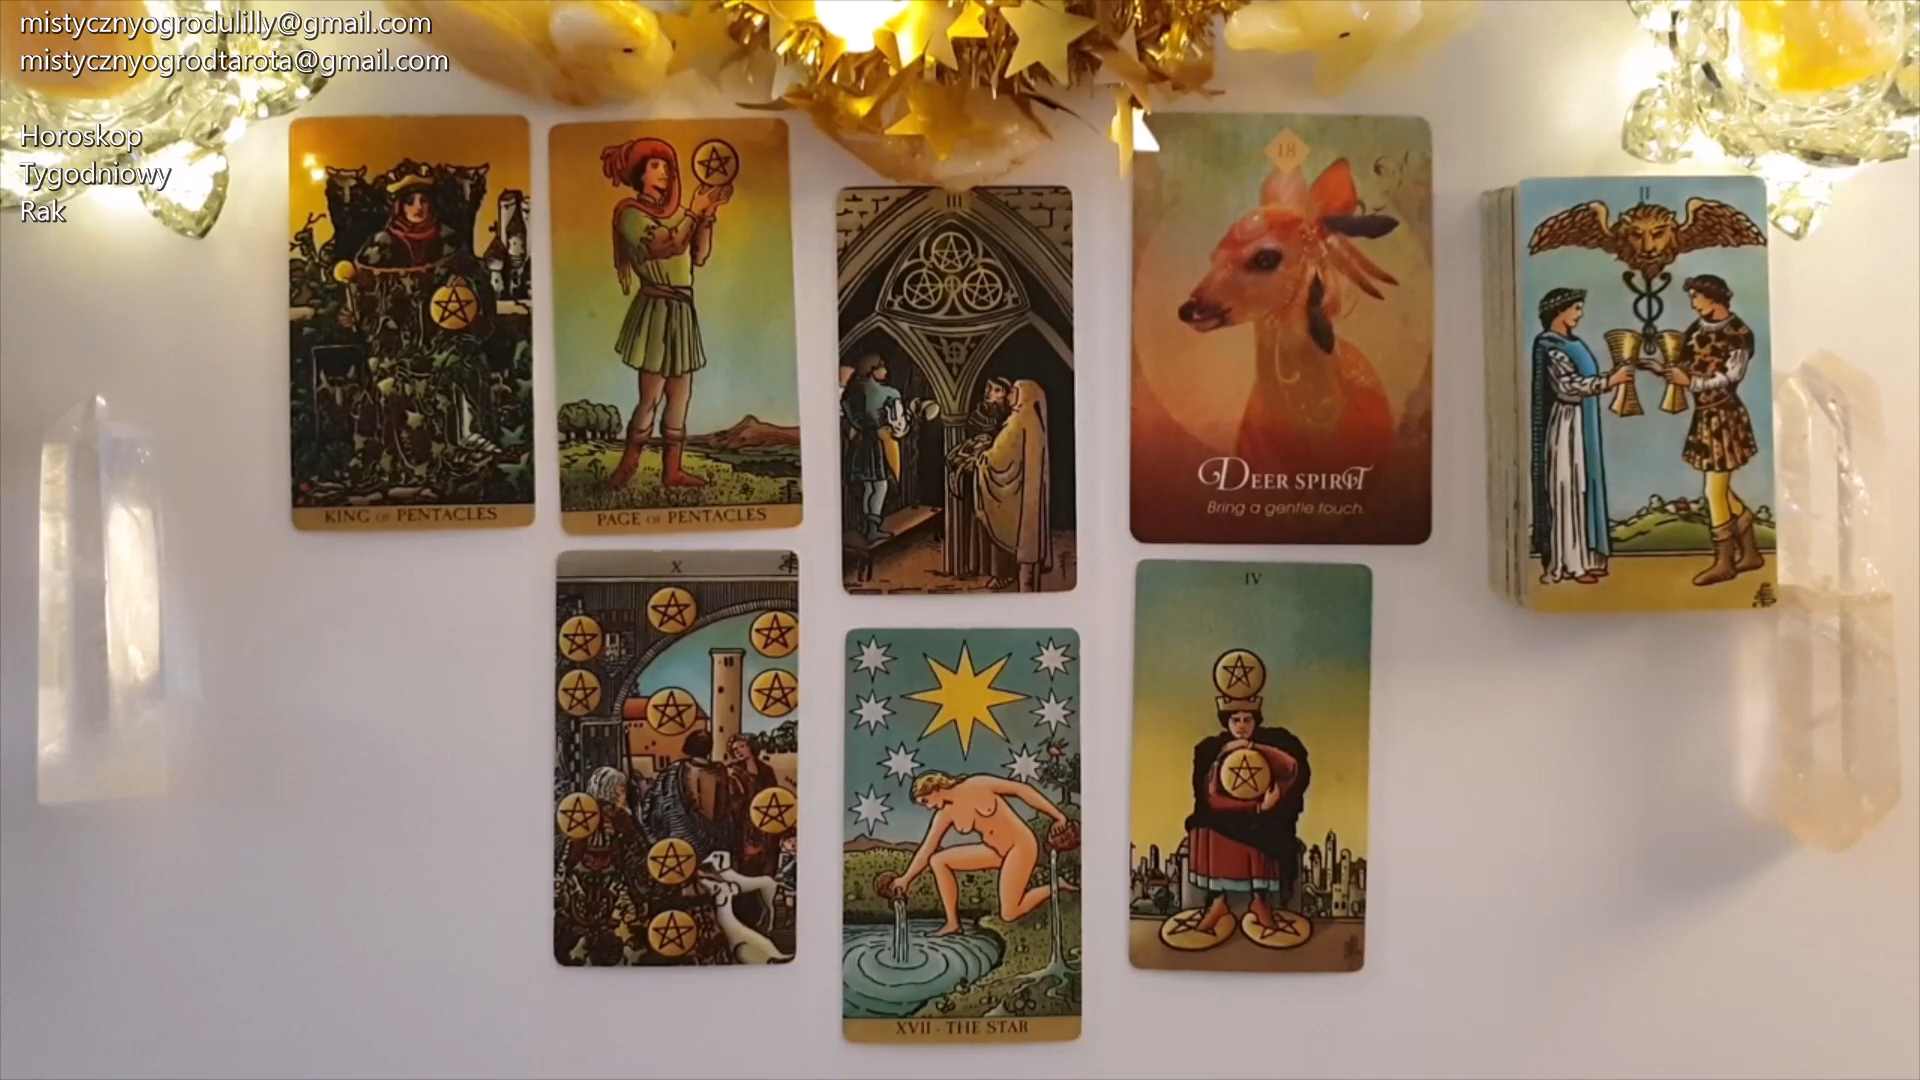 mistycznyogrodulilly@gmail.com
mistycznyogrodtarota@gmail.com
Horoskop
Tygodniowy
Rak
KING OF PENTACLES
PAGE OF PENTACLES
III
18
DEER SPIRIT
Bring a gentle touch.
II
X
XVII · THE STAR
IV